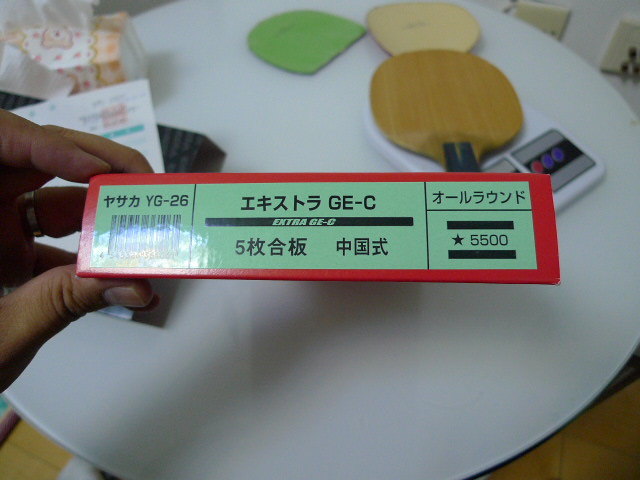 ヤサカ YG-26
エキストラ GE-C
EXTRA GE-C
5枚合板 中国式
オールラウンド
★ 5500